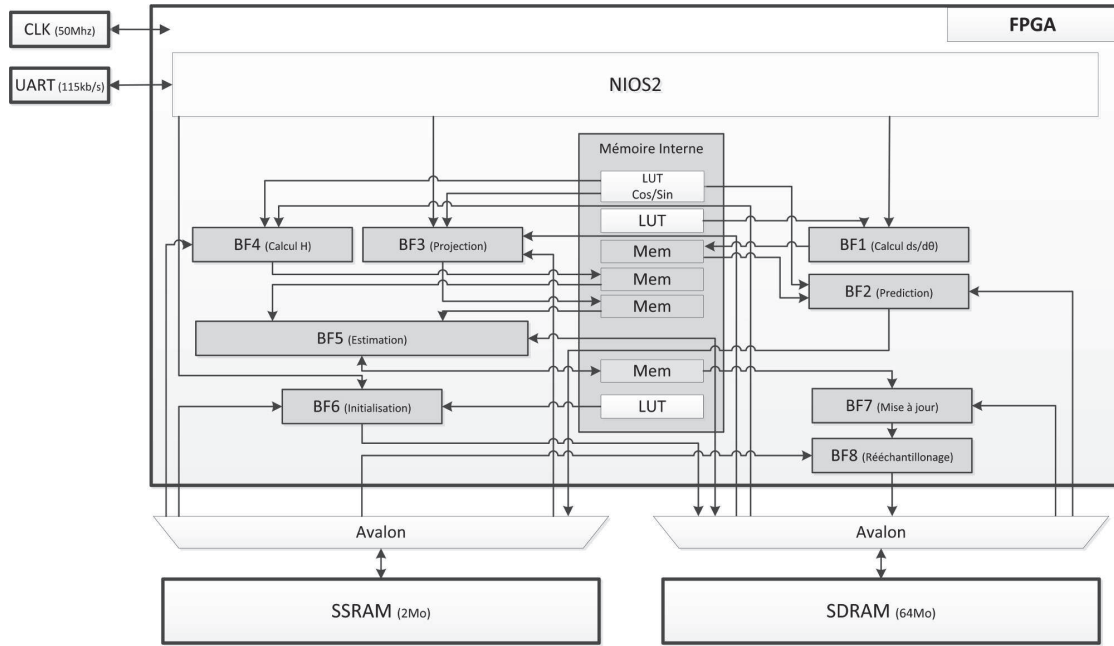 CLK (50Mhz)
FPGA
UART (115kb/s)
NIOS2
Mémoire Interne
LUT
Cos/Sin
LUT
BF4 (Calcul H)
BF3 (Projection)
BF1 (Calcul ds/dθ)
Mem
Mem
BF2 (Prediction)
Mem
BF5 (Estimation)
Mem
BF6 (Initialisation)
LUT
BF7 (Mise à jour)
BF8 (Rééchantillonage)
Avalon
Avalon
SSRAM (2Mo)
SDRAM (64Mo)